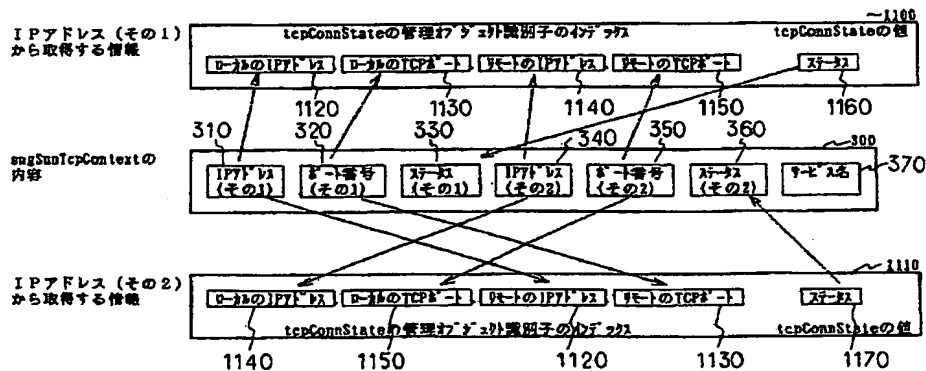 1100
IPアドレス(その1)
から取得する情報
tcpConnStateの管理オブジェクト識別子のインデックス
tcpConnStateの値
ローカルのIPアドレス
ローカルのTCPポート
リモートのIPアドレス
リモートのTCPポート
ステータス
1120
1130
1140
1150
1160
310
320
330
340
350
360
300
smgSumTcpContextの
内容
IPアドレス
(その1)
ポート番号
(その1)
ステータス
(その1)
IPアドレス
(その2)
ポート番号
(その2)
ステータス
(その2)
サービス名
370
1110
IPアドレス(その2)
から取得する情報
ローカルのIPアドレス
ローカルのTCPポート
リモートのIPアドレス
リモートのTCPポート
ステータス
tcpConnStateの管理オブジェクト識別子のインデックス
tcpConnStateの値
1140
1150
1120
1130
1170